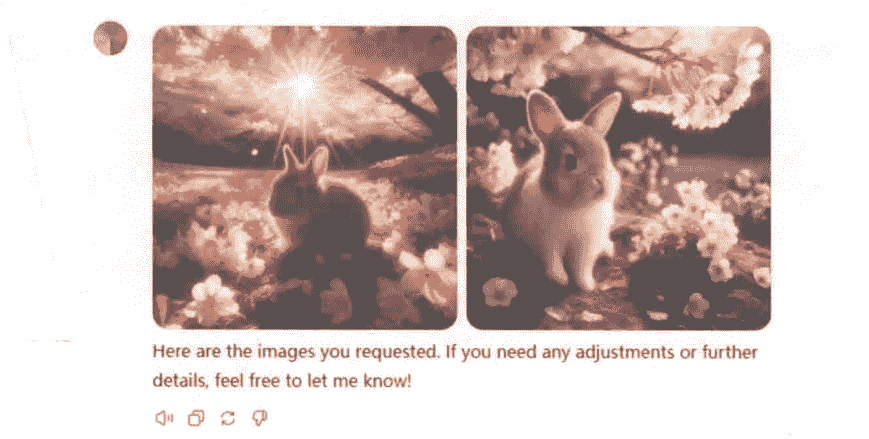 Here are the images you requested. If you need any adjustments or further
details, feel free to let me know!